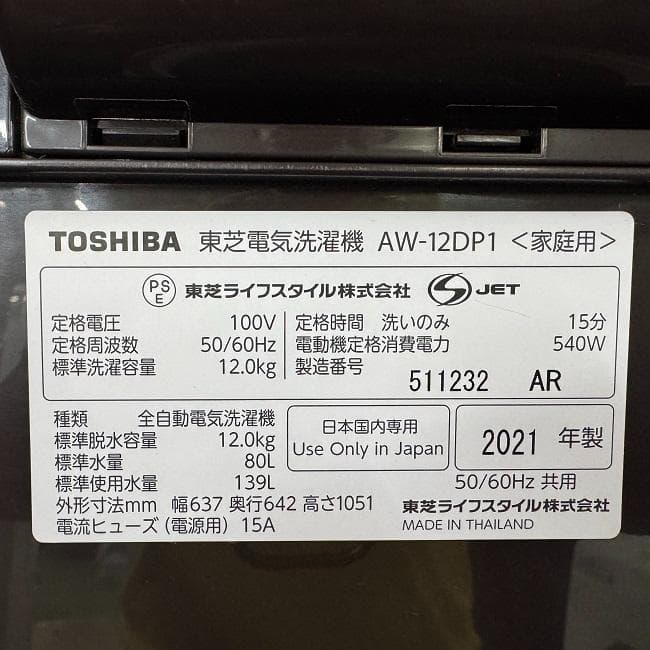 TOSHIBA 東芝電気洗濯機 AW-12DP1 <家庭用>
PS E 東芝ライフスタイル株式会社 S JET
定格電圧 100V
定格周波数 50/60Hz
標準洗濯容量 12.0kg
定格時間 洗いのみ 15分
電動機定格消費電力 540W
製造番号 511232 AR
種類 全自動電気洗濯機
標準脱水容量 12.0kg
標準水量 80L
標準使用水量 139L
外形寸法mm 幅637 奥行642 高さ1051
電流ヒューズ(電源用) 15A
日本国内専用
Use Only in Japan
2021 年製
50/60Hz 共用
東芝ライフスタイル株式会社
MADE IN THAILAND